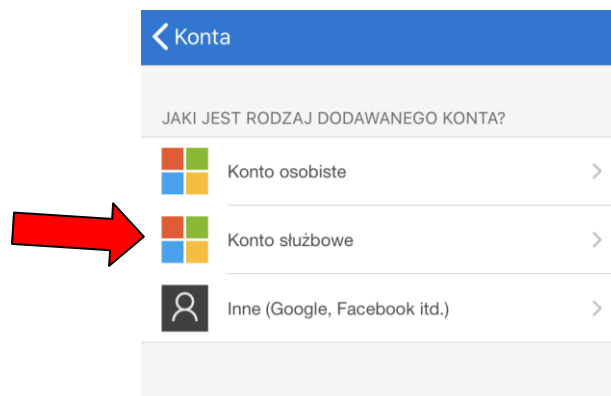 Konta
JAKI JEST RODZAJ DODAWANEGO KONTA?
Konto osobiste
Konto służbowe
Inne (Google, Facebook itd.)